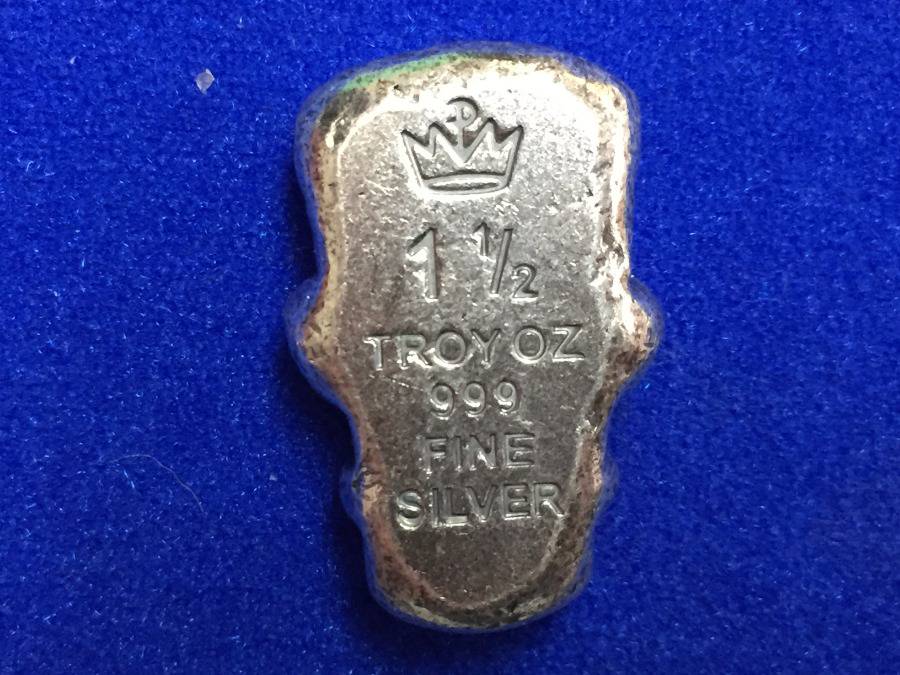 P
1 1/2
TROY OZ
999
FINE
SILVER